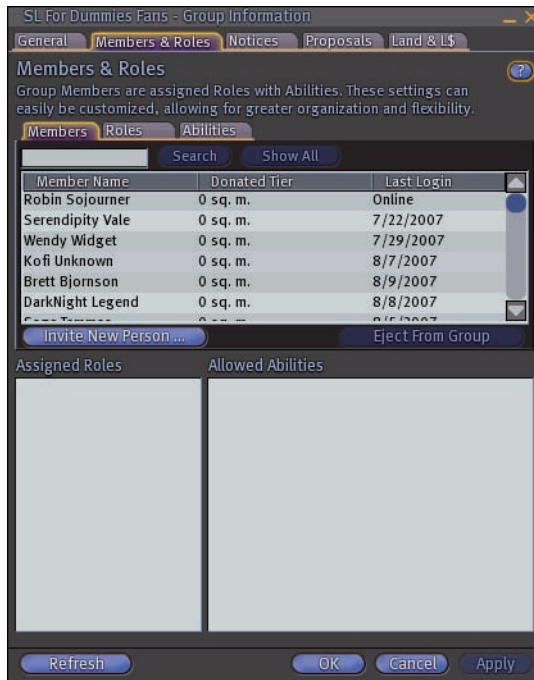 SL For Dummies Fans - Group Information
General Members & Roles Notices Proposals Land & L$
Members & Roles
?
Group Members are assigned Roles with Abilities. These settings can
easily be customized, allowing for greater organization and flexibility.
Members Roles Abilities
Search Show All
Member Name Donated Tier Last Login
Robin Sojourner 0 sq. m. Online
Serendipity Vale 0 sq. m. 7/22/2007
Wendy Widget 0 sq. m. 7/29/2007
Kofi Unknown 0 sq. m. 8/7/2007
Brett Bjornson 0 sq. m. 8/9/2007
DarkNight Legend 0 sq. m. 8/8/2007
0 sq. m. 8/5/2007
Invite New Person ... Eject From Group
Assigned Roles Allowed Abilities
Refresh OK Cancel Apply